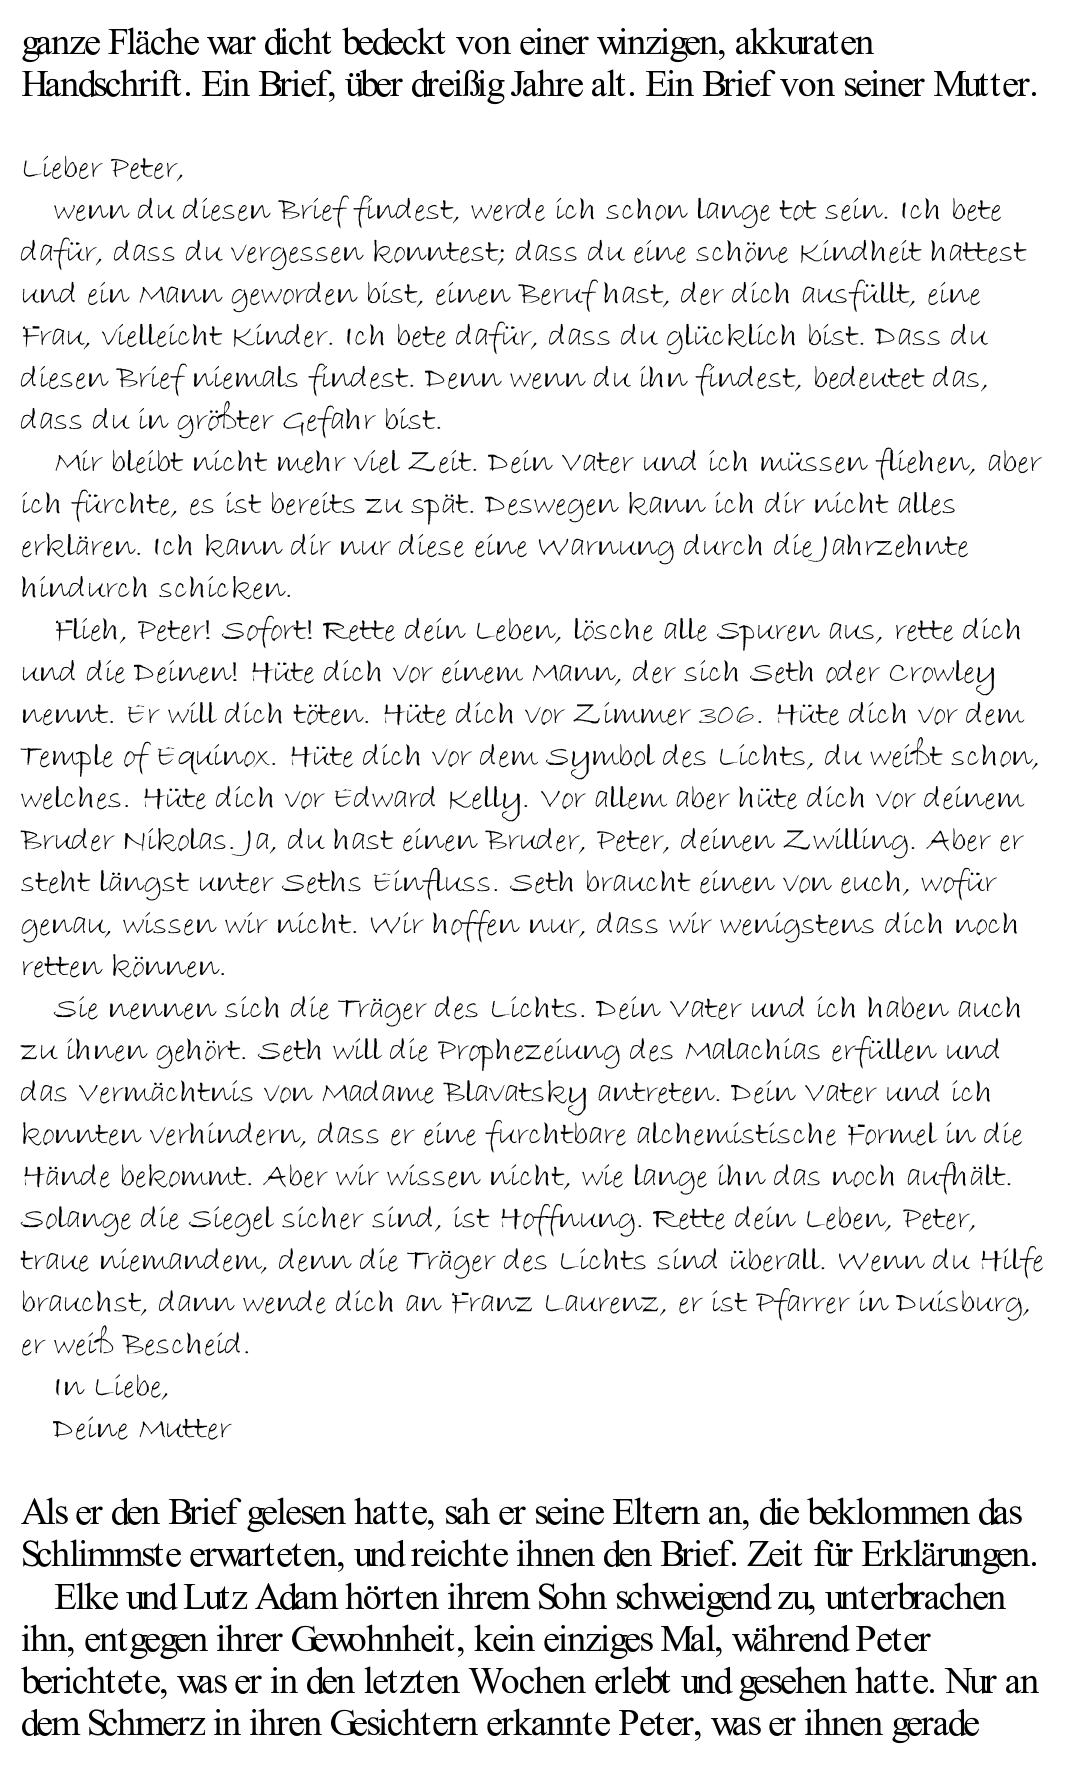 ganze Fläche war dicht bedeckt von einer winzigen, akkuraten
Handschrift. Ein Brief, über dreißig Jahre alt. Ein Brief von seiner Mutter.
Lieber Peter,
wenn du diesen Brief findest, werde ich schon lange tot sein. Ich bete
dafür, dass du vergessen konntest; dass du eine schöne Kindheit hattest
und ein Mann geworden bist, einen Beruf hast, der dich ausfüllt, eine
Frau, vielleicht Kinder. Ich bete dafür, dass du glücklich bist. Dass du
diesen Brief niemals findest. Denn wenn du ihn findest, bedeutet das,
dass du in größter Gefahr bist.
Mir bleibt nicht mehr viel Zeit. Dein Vater und ich müssen fliehen, aber
ich fürchte, es ist bereits zu spät. Deswegen kann ich dir nicht alles
erklären. Ich kann dir nur diese eine Warnung durch die Jahrzehnte
hindurch schicken.
Flieh, Peter! Sofort! Rette dein Leben, lösche alle Spuren aus, rette dich
und die Deinen! Hüte dich vor einem Mann, der sich Seth oder Crowley
nennt. Er will dich töten. Hüte dich vor Zimmer 306. Hüte dich vor dem
Temple of Equinox. Hüte dich vor dem Symbol des Lichts, du weißt schon,
welches. Hüte dich vor Edward Kelly. Vor allem aber hüte dich vor deinem
Bruder Nikolas. Ja, du hast einen Bruder, Peter, deinen Zwilling. Aber er
steht längst unter Seths Einfluss. Seth braucht einen von euch, wofür
genau, wissen wir nicht. Wir hoffen nur, dass wir wenigstens dich noch
retten können.
Sie nennen sich die Träger des Lichts. Dein Vater und ich haben auch
zu ihnen gehört. Seth will die Prophezeiung des Malachias erfüllen und
das Vermächtnis von Madame Blavatsky antreten. Dein Vater und ich
konnten verhindern, dass er eine furchtbare alchemistische Formel in die
Hände bekommt. Aber wir wissen nicht, wie lange ihn das noch aufhält.
Solange die Siegel sicher sind, ist Hoffnung. Rette dein Leben, Peter,
traue niemandem, denn die Träger des Lichts sind überall. Wenn du Hilfe
brauchst, dann wende dich an Franz Laurenz, er ist Pfarrer in Duisburg,
er weiß Bescheid.
In Liebe,
Deine Mutter
Als er den Brief gelesen hatte, sah er seine Eltern an, die beklommen das
Schlimmste erwarteten, und reichte ihnen den Brief. Zeit für Erklärungen.
Elke und Lutz Adam hörten ihrem Sohn schweigend zu, unterbrachen
ihn, entgegen ihrer Gewohnheit, kein einziges Mal, während Peter
berichtete, was er in den letzten Wochen erlebt und gesehen hatte. Nur an
dem Schmerz in ihren Gesichtern erkannte Peter, was er ihnen gerade